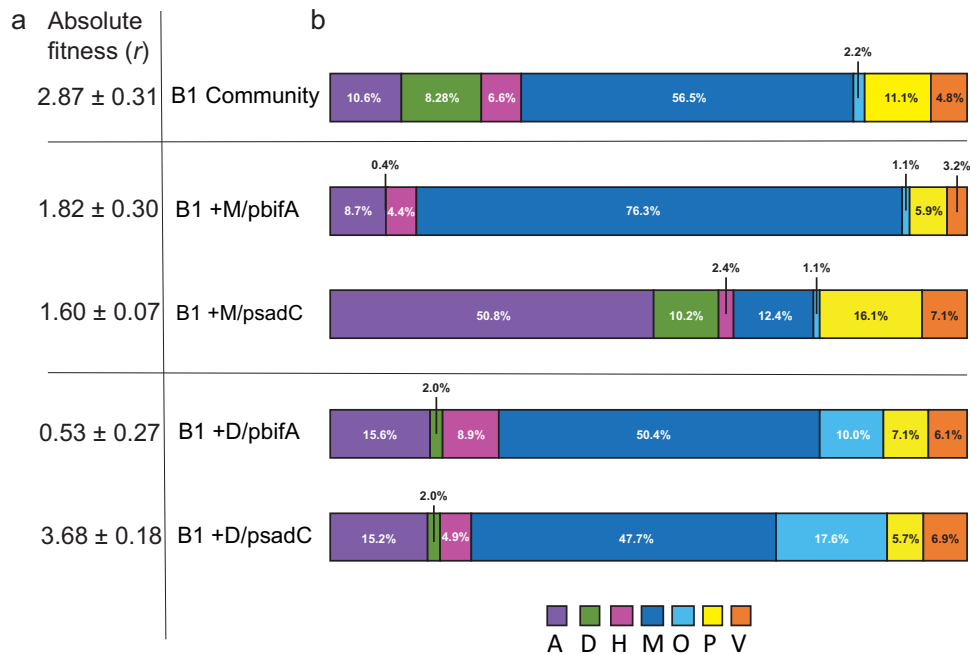 a
Absolute
fitness (r)
b
2.2%
2.87 ± 0.31
B1 Community
10.6%
8.28%
6.6%
56.5%
11.1%
4.8%
0.4%
1.1%
3.2%
1.82 ± 0.30
B1 +M/pbifA
8.7%
4.4%
76.3%
5.9%
2.4%
1.1%
1.60 ± 0.07
B1 +M/psadC
50.8%
10.2%
12.4%
16.1%
7.1%
2.0%
0.53 ± 0.27
B1 +D/pbifA
15.6%
8.9%
50.4%
10.0%
7.1%
6.1%
2.0%
3.68 ± 0.18
B1 +D/psadC
15.2%
4.9%
47.7%
17.6%
5.7%
6.9%
A D H M O P V